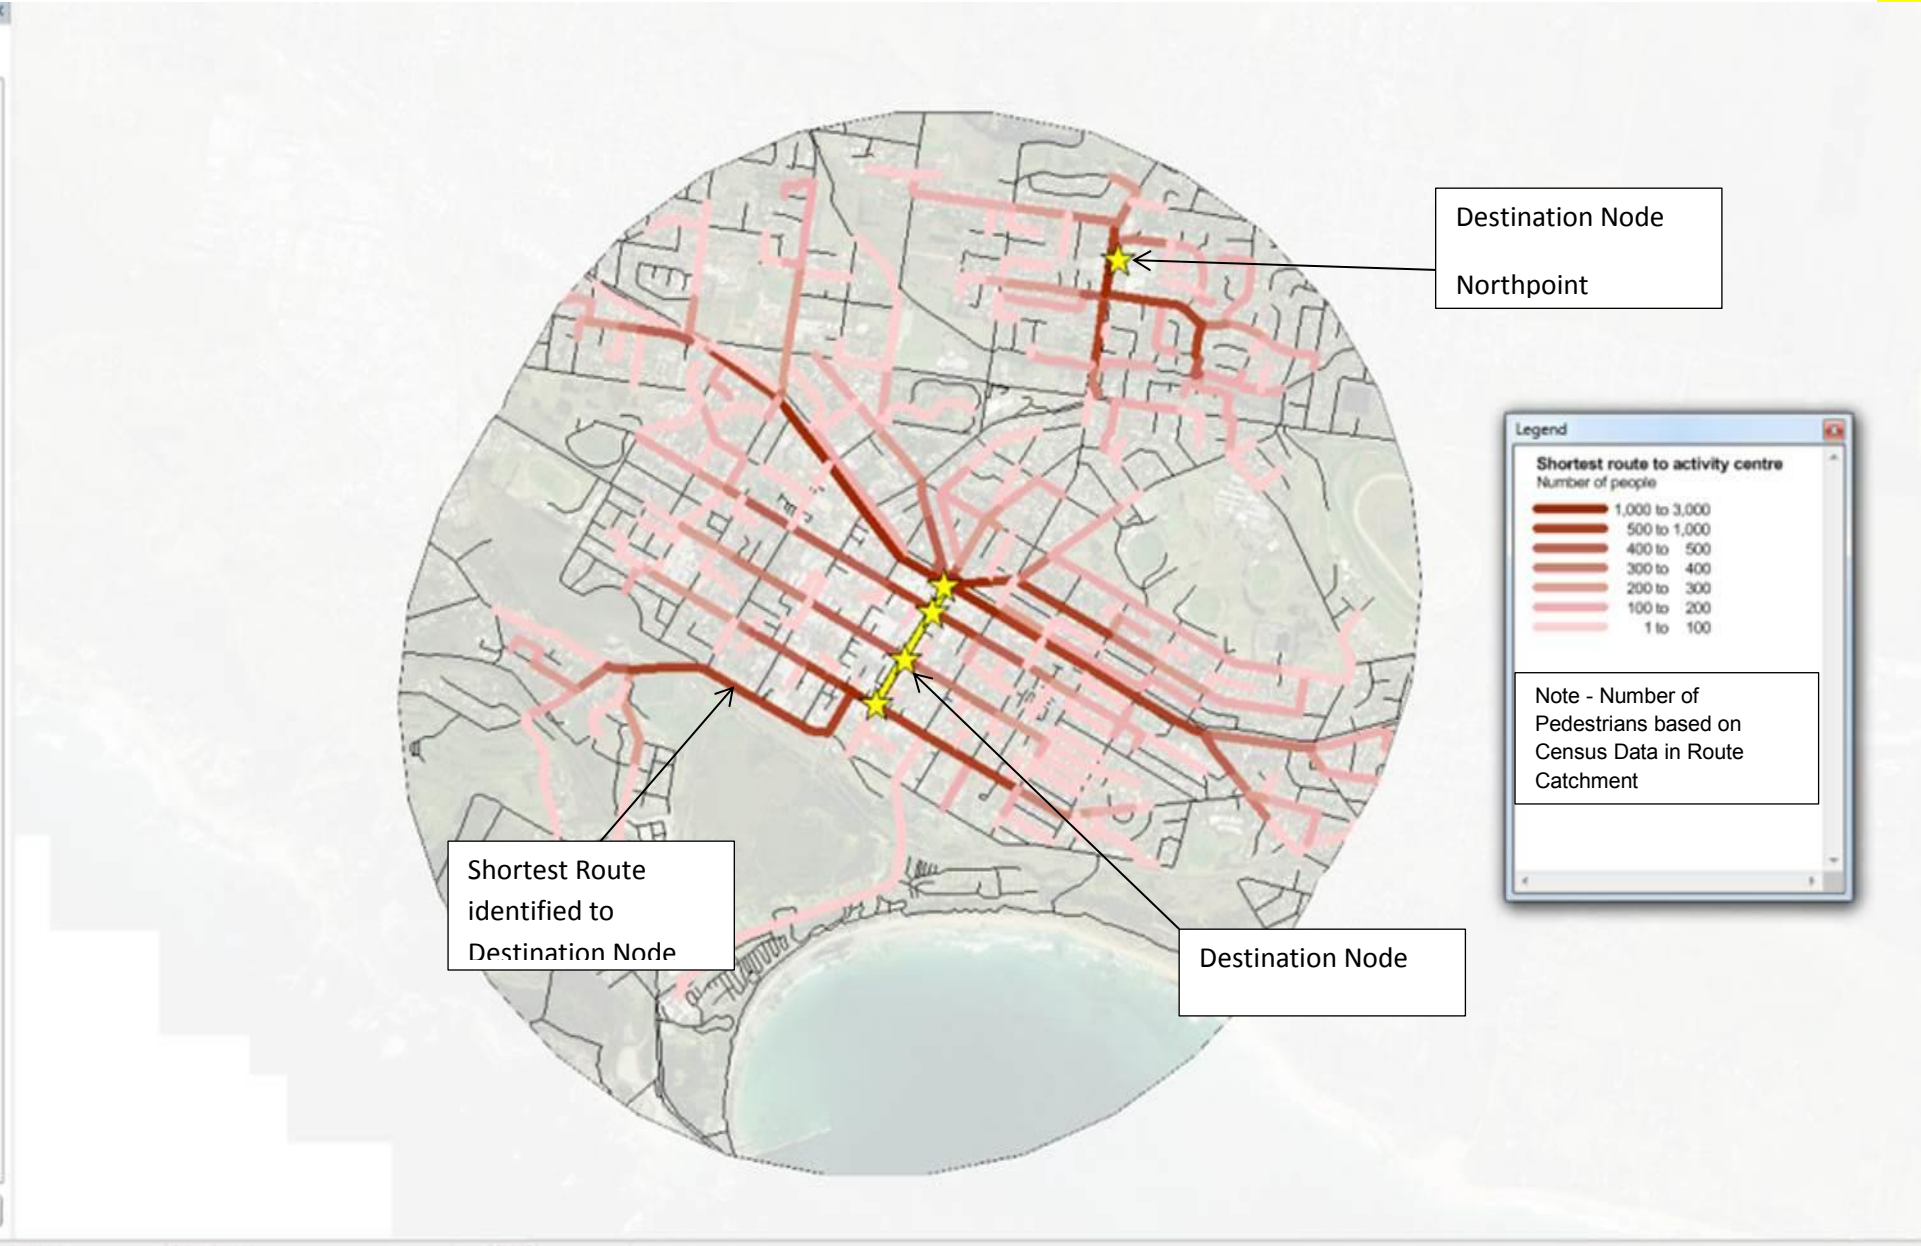 Destination Node
Northpoint
Legend
Shortest route to activity centre
Number of people
1,000 to 3,000
500 to 1,000
400 to 500
300 to 400
200 to 300
100 to 200
1 to 100
Note - Number of
Pedestrians based on
Census Data in Route
Catchment
Shortest Route
identified to
Destination Node
Destination Node